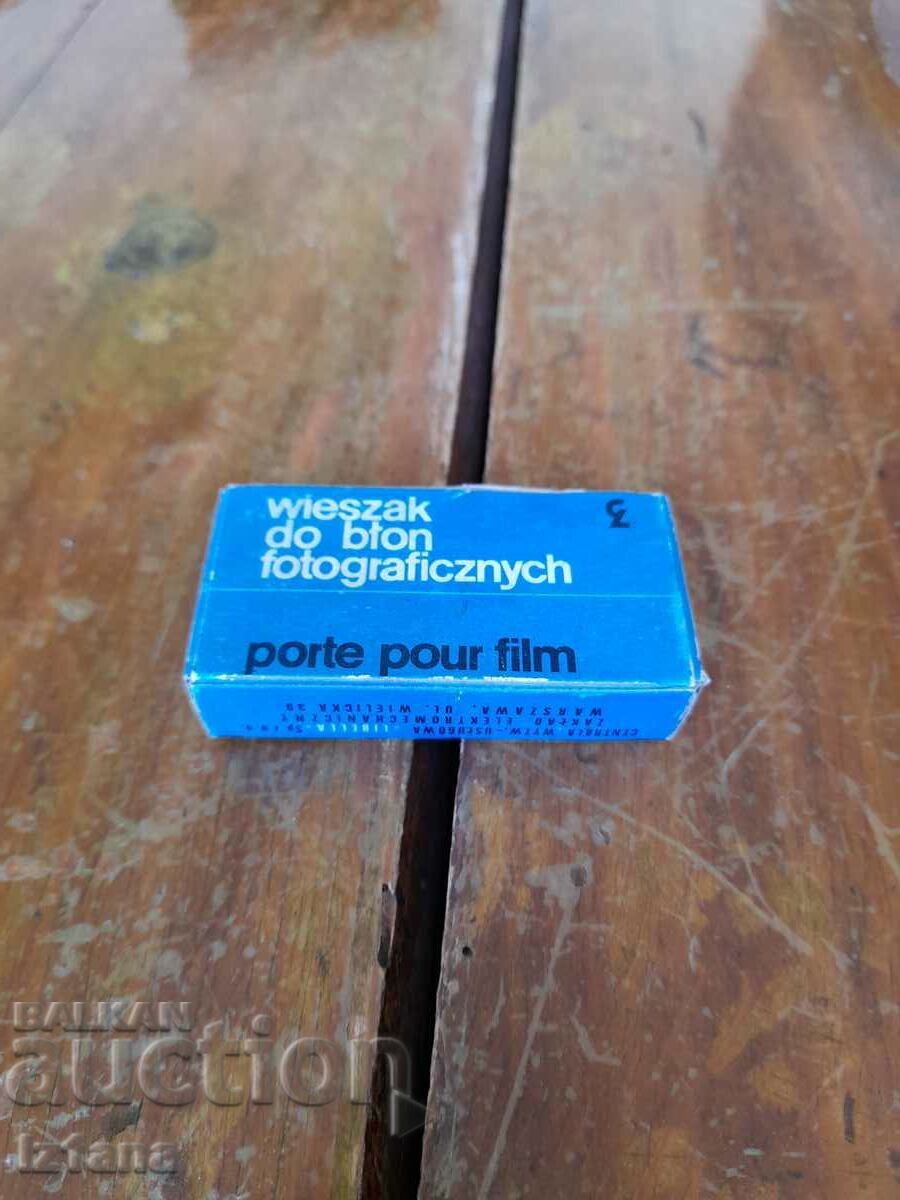 wieszak
do błon
fotograficznych
porte pour film
CENTRALA WYTW.-USŁUGOWA „LIBELLA" Sp. z o.o.
ZAKŁAD ELEKTROMECHANICZNY
WARSZAWA, UL. WIELICKA 38
BALKAN
auction
Iztana